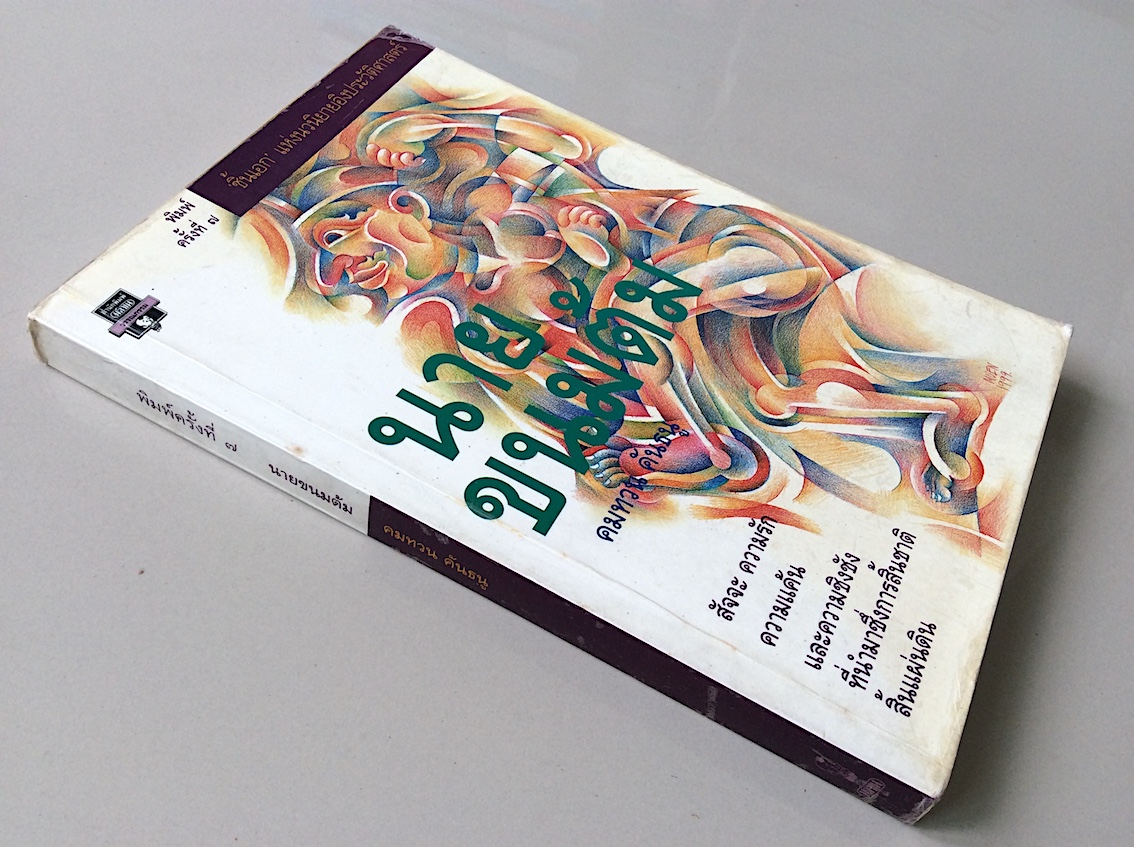 ชิ้นเอก แห่งนวนิยายอิงประวัติศาสตร์
พิมพ์
ครั้งที่ ๗
นาย
ขนมต้ม
คมทวน คันธนู
สัจจะ ความรัก
ความแค้น
และความชิงชัง
ที่นำมาซึ่งการสิ้นชาติ
สิ้นแผ่นดิน
พิมพ์ครั้งที่ ๗ นายขนมต้ม คมทวน คันธนู